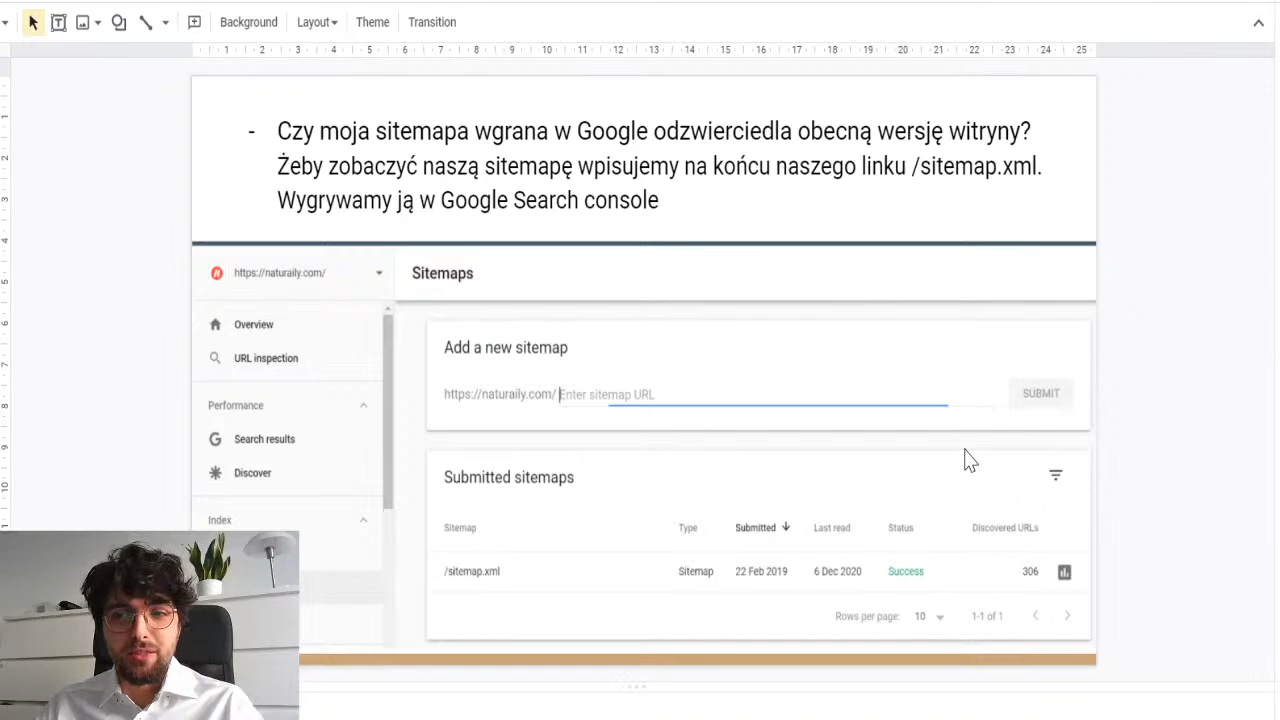 Background Layout Theme Transition
1 2 3 4 5 6 7 8 9 10 11 12 13 14 15 16 17 18 19 20 21 22 23 24 25
- Czy moja sitemapa wgrana w Google odzwierciedla obecną wersję witryny?
Żeby zobaczyć naszą sitemapę wpisujemy na końcu naszego linku /sitemap.xml.
Wygrywamy ją w Google Search console
https://naturaily.com/
Sitemaps
Overview
URL inspection
Performance
Search results
Discover
Index
Add a new sitemap
https://naturaily.com/ Enter sitemap URL
SUBMIT
Submitted sitemaps
Sitemap Type Submitted Last read Status Discovered URLs
/sitemap.xml Sitemap 22 Feb 2019 6 Dec 2020 Success 306
Rows per page: 10 1-1 of 1